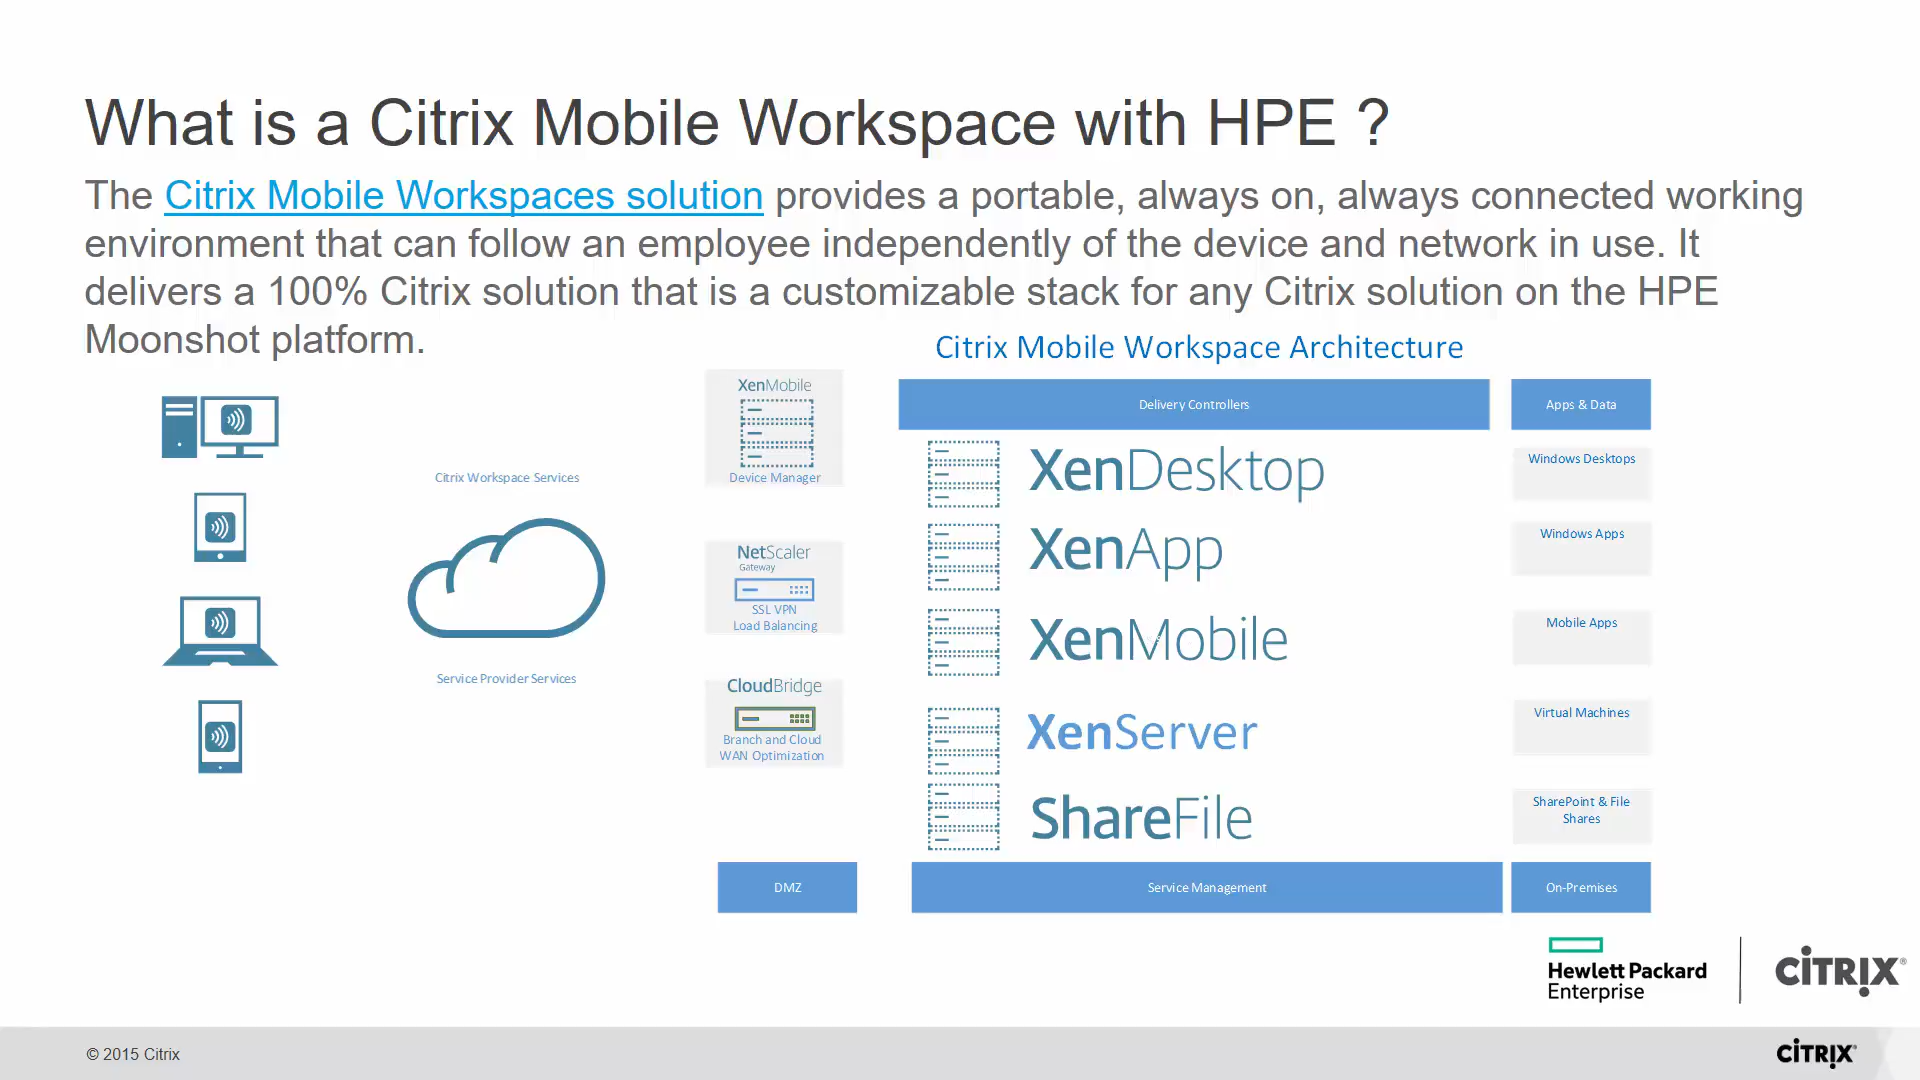 What is a Citrix Mobile Workspace with HPE ?
The Citrix Mobile Workspaces solution provides a portable, always on, always connected working
environment that can follow an employee independently of the device and network in use. It
delivers a 100% Citrix solution that is a customizable stack for any Citrix solution on the HPE
Moonshot platform.
Citrix Mobile Workspace Architecture
Citrix Workspace Services
Service Provider Services
XenMobile
Device Manager
NetScaler
Gateway
SSL VPN
Load Balancing
CloudBridge
Branch and Cloud
WAN Optimization
DMZ
Delivery Controllers
XenDesktop
XenApp
XenMobile
XenServer
ShareFile
Service Management
Apps & Data
Windows Desktops
Windows Apps
Mobile Apps
Virtual Machines
SharePoint & File
Shares
On-Premises
Hewlett Packard
Enterprise
CİTRIX®
© 2015 Citrix
CİTRIX®